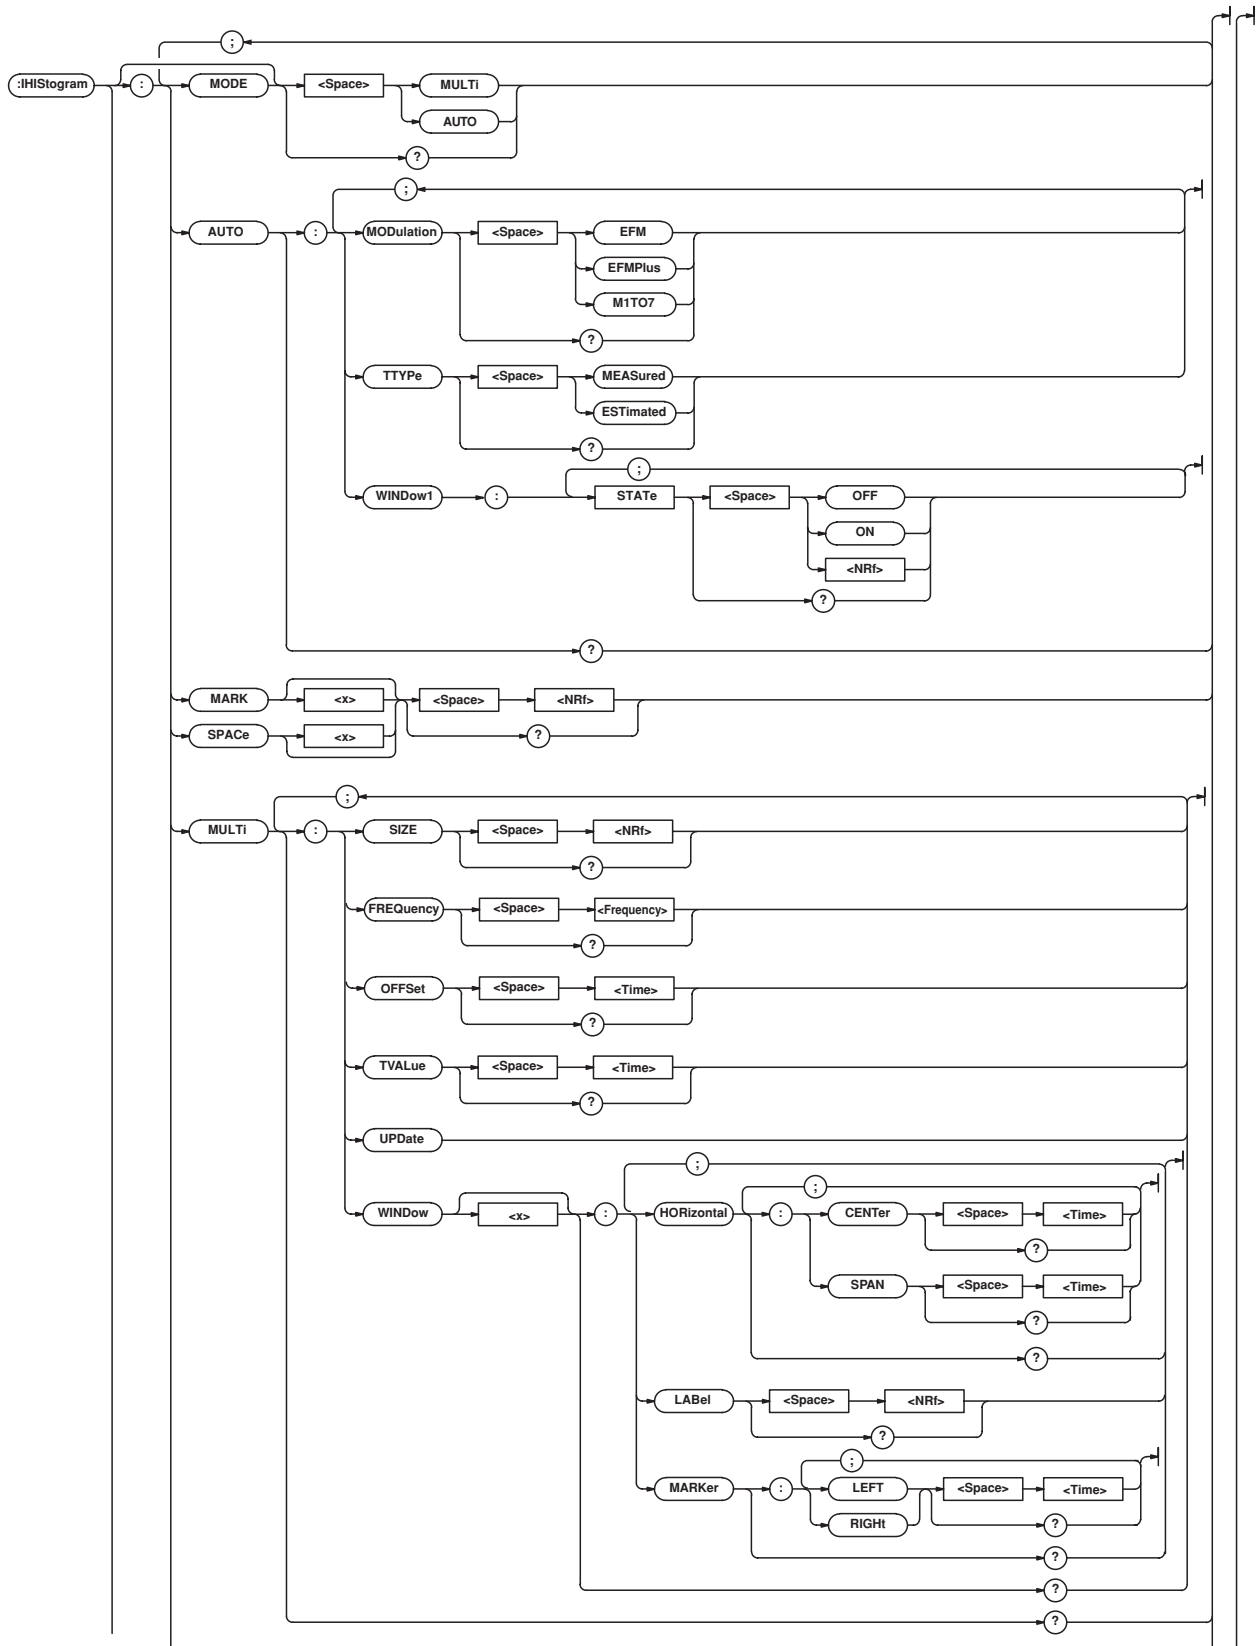 ;
:IHIStogram : MODE <Space> MULTi
AUTO
?
;
AUTO : MODulation <Space> EFM
EFMPlus
M1TO7
?
TTYPe <Space> MEASured
ESTimated
?
;
WINDow1 : STATe <Space> OFF
ON
<NRf>
?
?
MARK <x> <Space> <NRf>
SPACe <x> ?
;
MULTi : SIZE <Space> <NRf>
?
FREQuency <Space> <Frequency>
?
OFFSet <Space> <Time>
?
TVALue <Space> <Time>
?
UPDate
;
;
WINDow <x> : HORizontal : CENTer <Space> <Time>
?
SPAN <Space> <Time>
?
?
LABel <Space> <NRf>
?
;
MARKer : LEFT <Space> <Time>
RIGHt ?
?
?
?